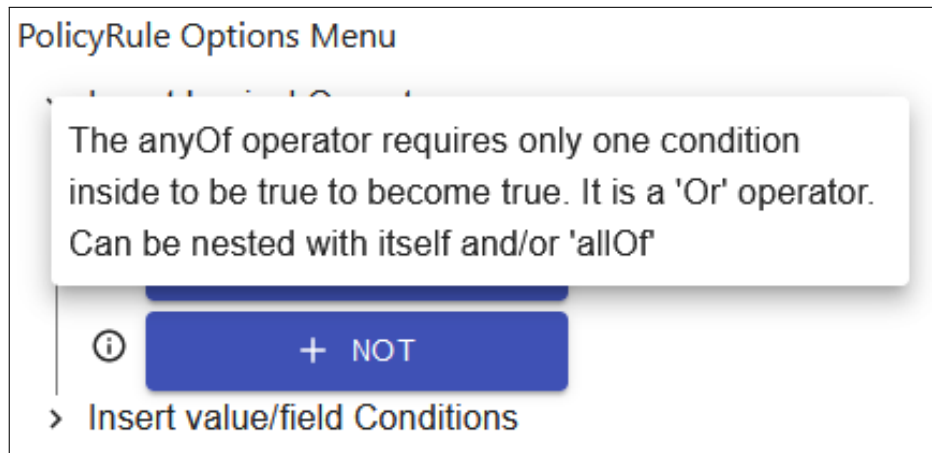 PolicyRule Options Menu
The anyOf operator requires only one condition
inside to be true to become true. It is a 'Or' operator.
Can be nested with itself and/or 'allOf'
+ NOT
Insert value/field Conditions